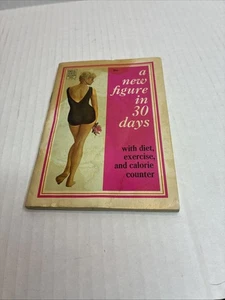 a
new
figure in
30
days
with diet,
exercise,
and calorie
counter